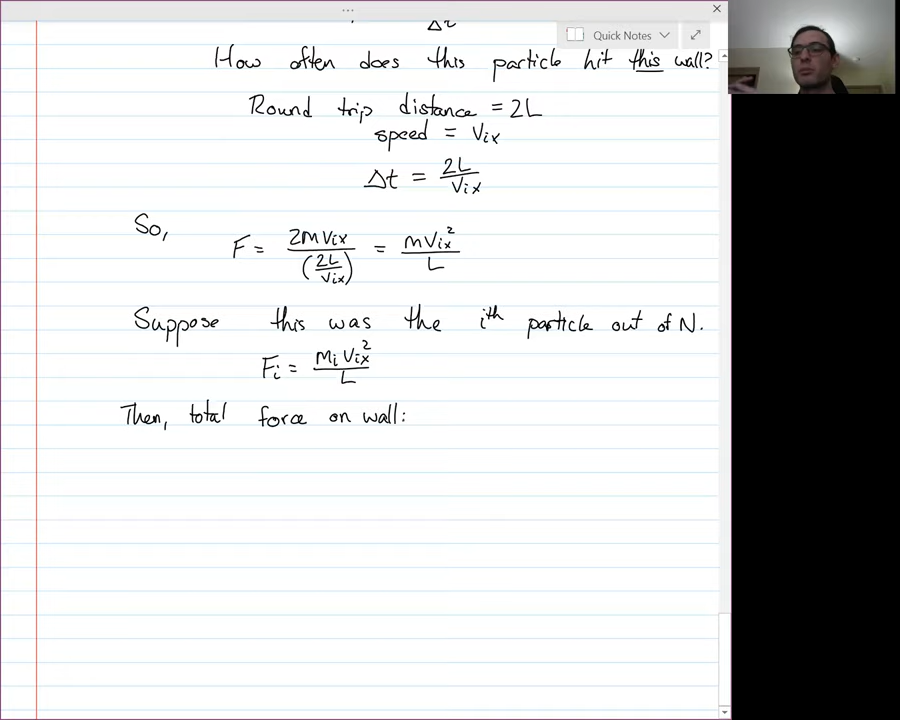 Δt
Quick Notes
How often does this particle hit this wall?
Round trip distance = 2L
speed = Vix
Δt = 2L/Vix
So,
F = 2mVix/(2L/Vix) = mVix²/L
Suppose this was the ith particle out of N.
Fi = miVix²/L
Then, total force on wall: